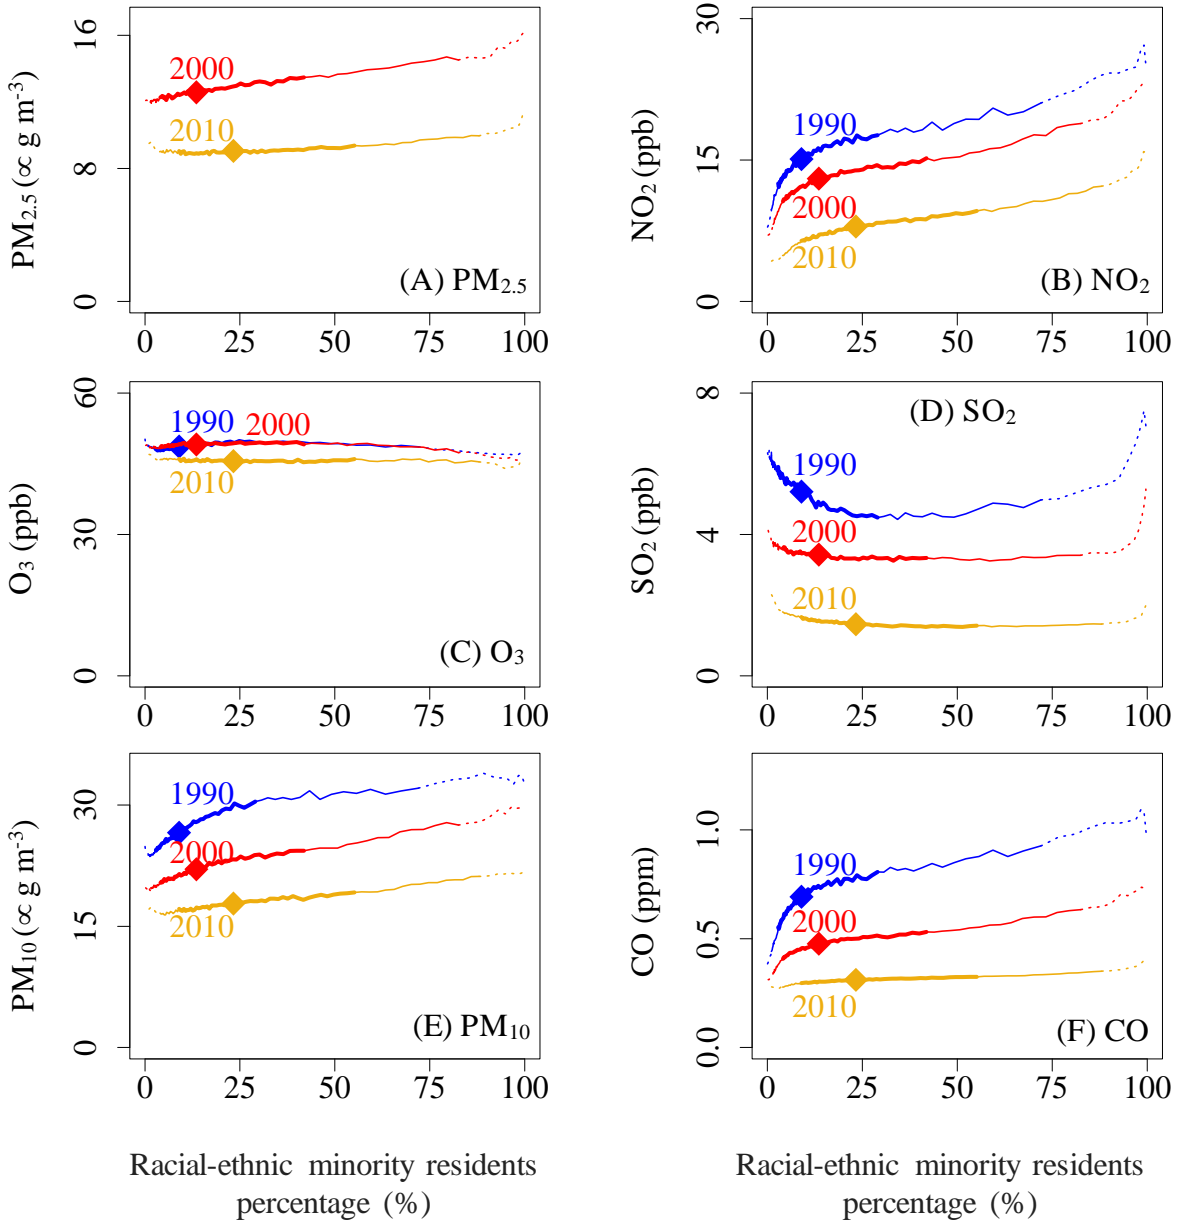 16
8
0
PM2.5 (∝ g m-3)
2000
2010
(A) PM2.5
0 25 50 75 100
30
15
0
NO2 (ppb)
1990
2000
2010
(B) NO2
0 25 50 75 100
60
30
0
O3 (ppb)
1990
2000
2010
(C) O3
0 25 50 75 100
8
4
0
SO2 (ppb)
(D) SO2
1990
2000
2010
0 25 50 75 100
30
15
0
PM10 (∝ g m-3)
1990
2000
2010
(E) PM10
0 25 50 75 100
1.0
0.5
0.0
CO (ppm)
1990
2000
2010
(F) CO
0 25 50 75 100
Racial-ethnic minority residents
percentage (%)
Racial-ethnic minority residents
percentage (%)